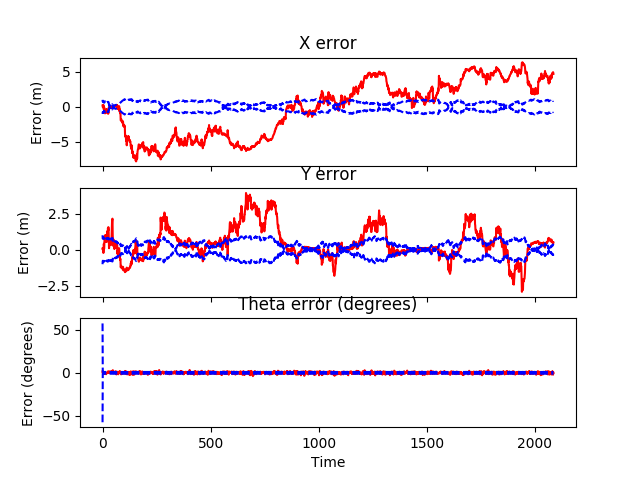 X error
Error (m)
5
0
−5
Y error
Error (m)
2.5
0.0
−2.5
Theta error (degrees)
Error (degrees)
50
0
−50
0 500 1000 1500 2000
Time